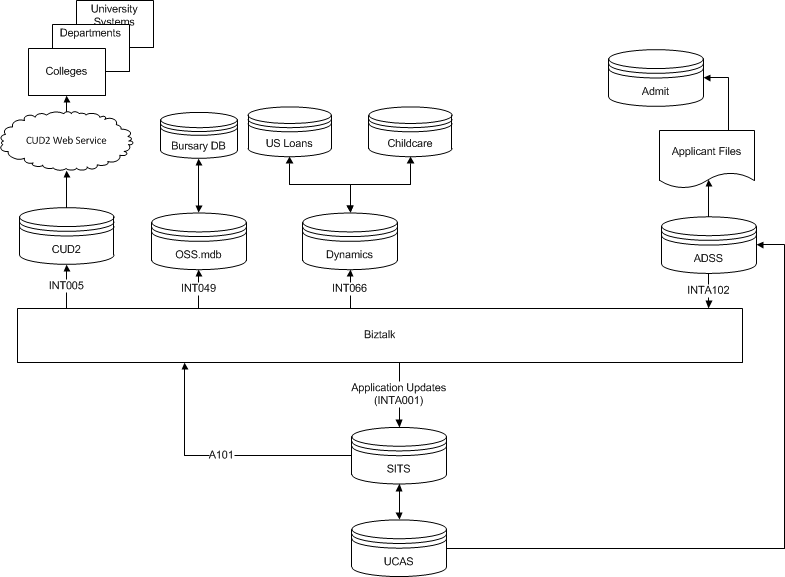 University
Systems
Departments
Colleges
Admit
CUD2 Web Service
Bursary DB
US Loans
Childcare
Applicant Files
CUD2
OSS.mdb
Dynamics
ADSS
INT005
INT049
INT066
INTA102
Biztalk
Application Updates
(INTA001)
A101
SITS
UCAS